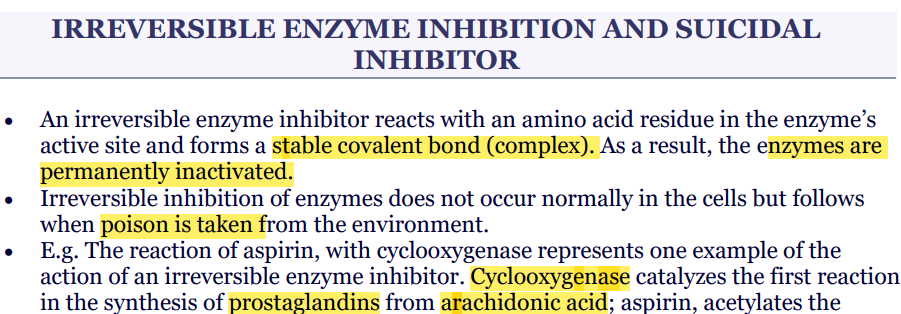 IRREVERSIBLE ENZYME INHIBITION AND SUICIDAL
INHIBITOR
• An irreversible enzyme inhibitor reacts with an amino acid residue in the enzyme's
active site and forms a stable covalent bond (complex). As a result, the enzymes are
permanently inactivated.
• Irreversible inhibition of enzymes does not occur normally in the cells but follows
when poison is taken from the environment.
• E.g. The reaction of aspirin, with cyclooxygenase represents one example of the
action of an irreversible enzyme inhibitor. Cyclooxygenase catalyzes the first reaction
in the synthesis of prostaglandins from arachidonic acid; aspirin, acetylates the